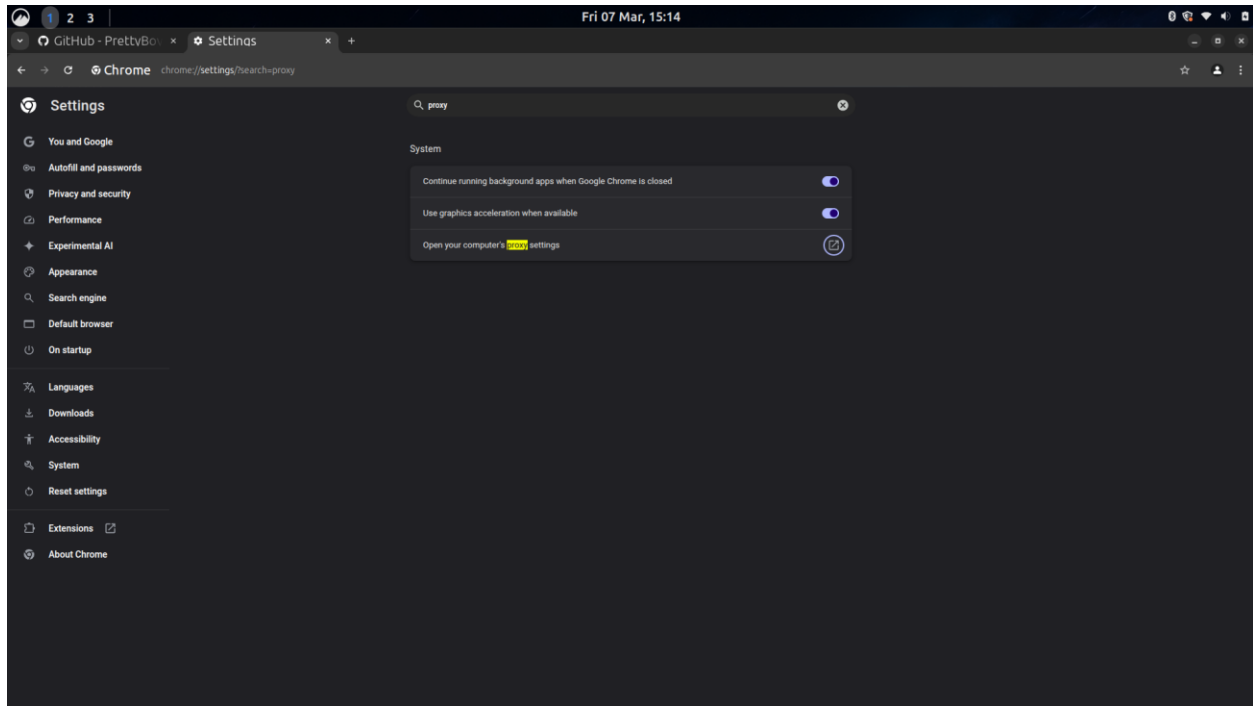 1 2 3 Fri 07 Mar, 15:14
GitHub - PrettyBo Settings
Chrome chrome://settings/?search=proxy
Settings
proxy
You and Google
Autofill and passwords
Privacy and security
Performance
Experimental AI
Appearance
Search engine
Default browser
On startup
Languages
Downloads
Accessibility
System
Reset settings
Extensions
About Chrome
System
Continue running background apps when Google Chrome is closed
Use graphics acceleration when available
Open your computer's proxy settings